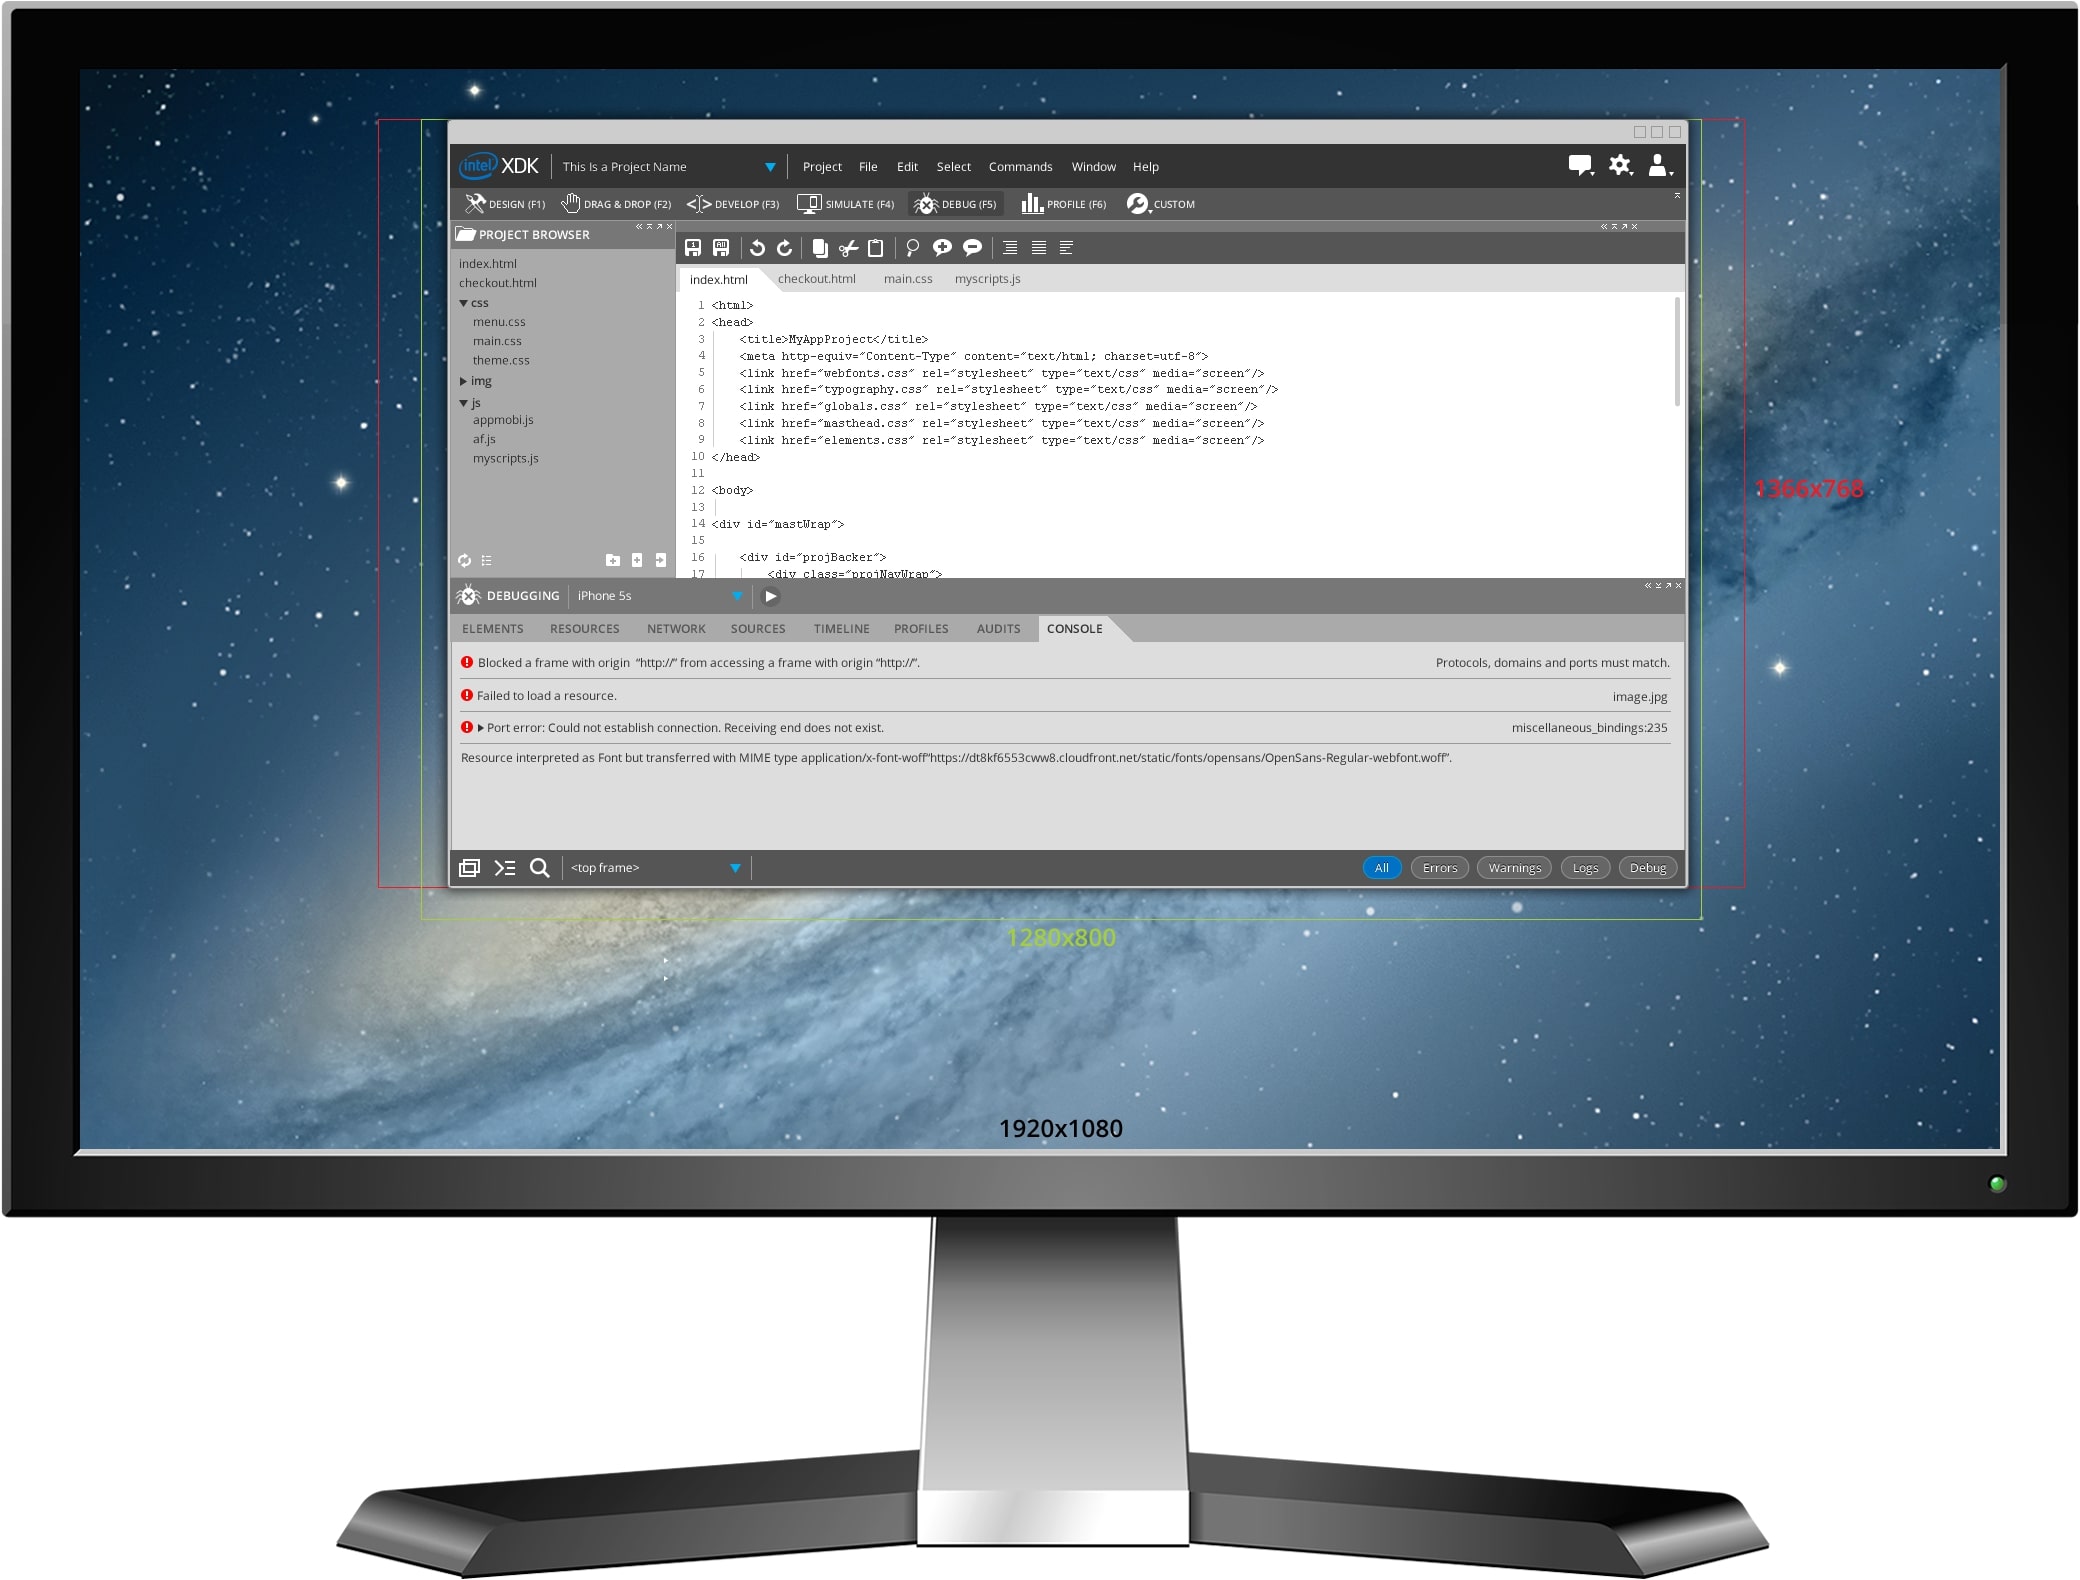 intel XDK This Is a Project Name Project File Edit Select Commands Window Help
DESIGN (F1) DRAG & DROP (F2) DEVELOP (F3) SIMULATE (F4) DEBUG (F5) PROFILE (F6) CUSTOM
PROJECT BROWSER
index.html
checkout.html
css
menu.css
main.css
theme.css
img
js
appmobi.js
af.js
myscripts.js
1 All
index.html checkout.html main.css myscripts.js
1 <html>
2 <head>
3 <title>MyAppProject</title>
4 <meta http-equiv="Content-Type" content="text/html; charset=utf-8">
5 <link href="webfonts.css" rel="stylesheet" type="text/css" media="screen"/>
6 <link href="typography.css" rel="stylesheet" type="text/css" media="screen"/>
7 <link href="globals.css" rel="stylesheet" type="text/css" media="screen"/>
8 <link href="masthead.css" rel="stylesheet" type="text/css" media="screen"/>
9 <link href="elements.css" rel="stylesheet" type="text/css" media="screen"/>
10 </head>
11
12 <body>
13
14 <div id="mastWrap">
15
16 <div id="projBacker">
17 <div class="projNavWrap">
DEBUGGING iPhone 5s
ELEMENTS RESOURCES NETWORK SOURCES TIMELINE PROFILES AUDITS CONSOLE
Blocked a frame with origin “http://” from accessing a frame with origin “http://”. Protocols, domains and ports must match.
Failed to load a resource. image.jpg
Port error: Could not establish connection. Receiving end does not exist. miscellaneous_bindings:235
Resource interpreted as Font but transferred with MIME type application/x-font-woff“https://dt8kf6553cww8.cloudfront.net/static/fonts/opensans/OpenSans-Regular-webfont.woff”.
<top frame> All Errors Warnings Logs Debug
1366x768
1280x800
1920x1080